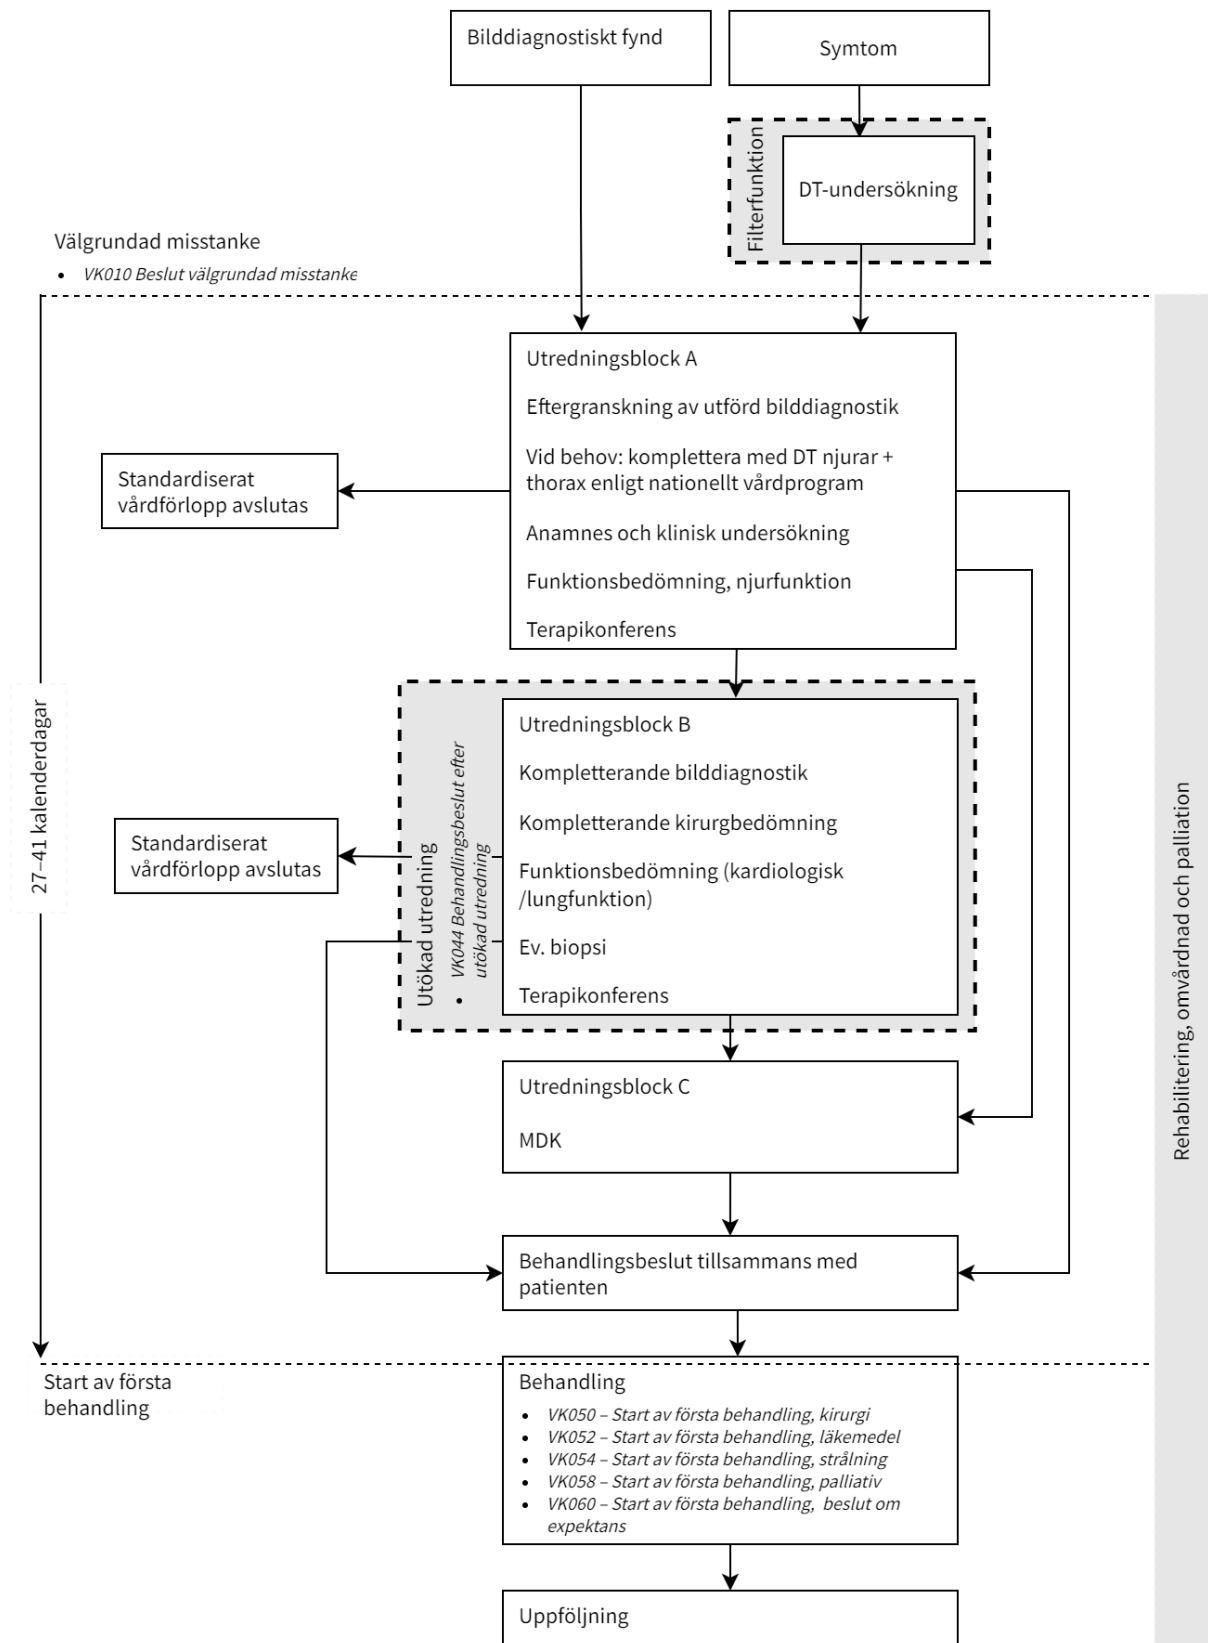 Bilddiagnostiskt fynd
Symtom
Filterfunktion
DT-undersökning
Välgrundad misstanke
• VK010 Beslut välgrundad misstanke
27–41 kalenderdagar
Utredningsblock A
Eftergranskning av utförd bilddiagnostik
Vid behov: komplettera med DT njurar +
thorax enligt nationellt vårdprogram
Anamnes och klinisk undersökning
Funktionsbedömning, njurfunktion
Terapikonferens
Standardiserat
vårdförlopp avslutas
Utökad utredning
• VK044 Behandlingsbeslut efter
utökad utredning
Utredningsblock B
Kompletterande bilddiagnostik
Kompletterande kirurgbedömning
Funktionsbedömning (kardiologisk
/lungfunktion)
Ev. biopsi
Terapikonferens
Standardiserat
vårdförlopp avslutas
Utredningsblock C
MDK
Behandlingsbeslut tillsammans med
patienten
Start av första
behandling
Behandling
• VK050 – Start av första behandling, kirurgi
• VK052 – Start av första behandling, läkemedel
• VK054 – Start av första behandling, strålning
• VK058 – Start av första behandling, palliativ
• VK060 – Start av första behandling, beslut om
expektans
Uppföljning
Rehabilitering, omvårdnad och palliation